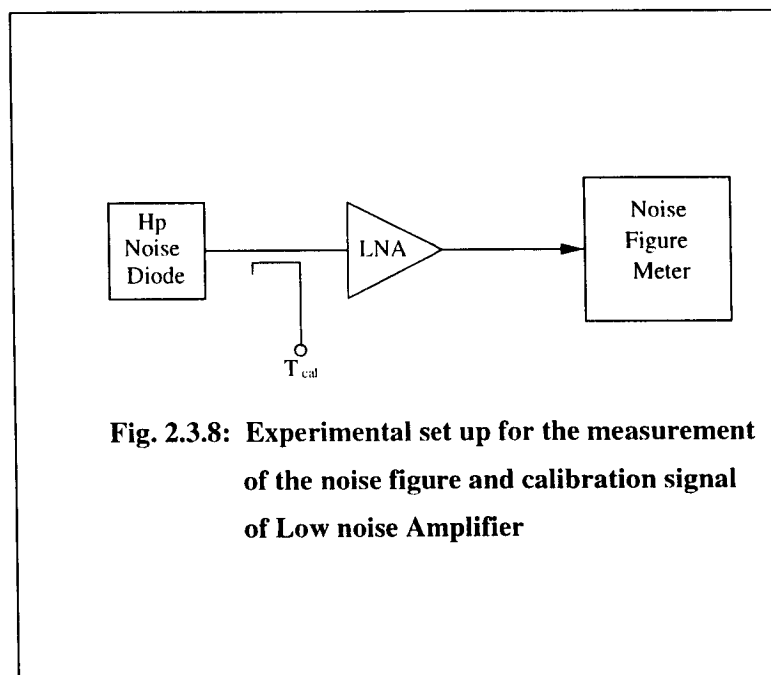 Hp
Noise
Diode
LNA
Noise
Figure
Meter
T cal
Fig. 2.3.8: Experimental set up for the measurement
of the noise figure and calibration signal
of Low noise Amplifier